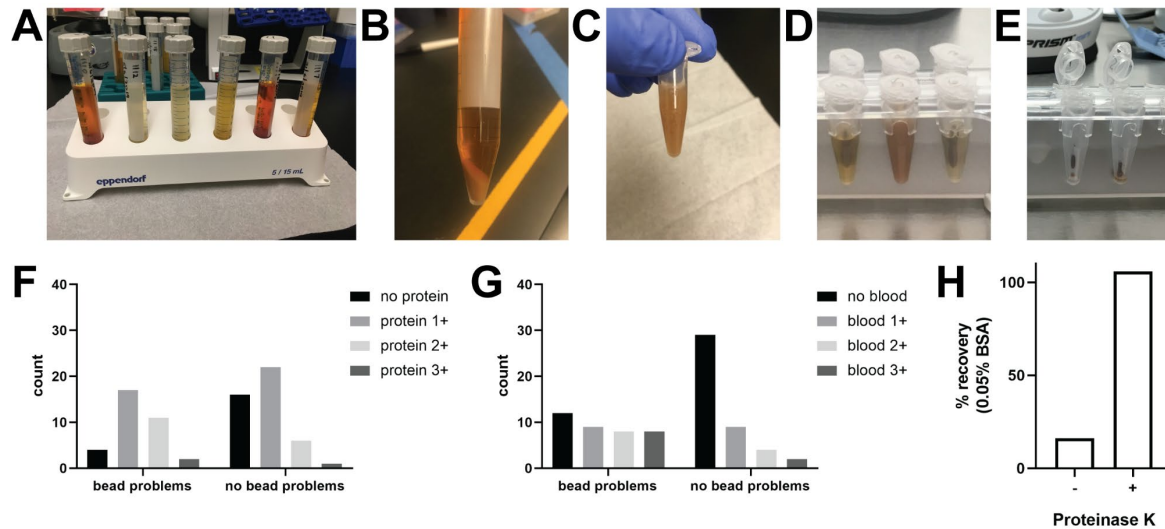 A
B
C
D
E
eppendorf
5 / 15 mL
PRISM
F
40
30
20
10
0
count
bead problems
no bead problems
no protein
protein 1+
protein 2+
protein 3+
G
40
30
20
10
0
count
bead problems
no bead problems
no blood
blood 1+
blood 2+
blood 3+
H
100
50
0
% recovery
(0.05% BSA)
-
+
Proteinase K